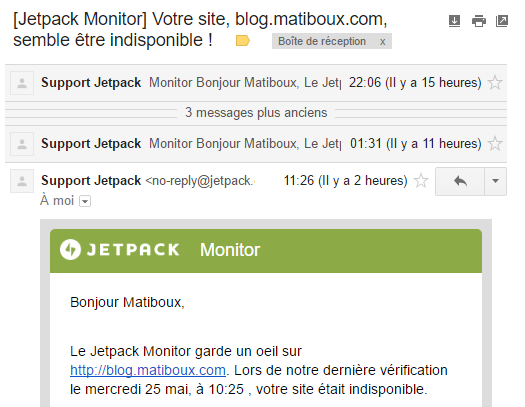 [Jetpack Monitor] Votre site, blog.matiboux.com,
semble être indisponible !
Boîte de réception x
Support Jetpack Monitor Bonjour Matiboux, Le Jetp 22:06 (Il y a 15 heures)
3 messages plus anciens
Support Jetpack Monitor Bonjour Matiboux, Le Jetp 01:31 (Il y a 11 heures)
Support Jetpack <no-reply@jetpack. 11:26 (Il y a 2 heures)
À moi
JETPACK Monitor
Bonjour Matiboux,
Le Jetpack Monitor garde un oeil sur
http://blog.matiboux.com. Lors de notre dernière vérification
le mercredi 25 mai, à 10:25 , votre site était indisponible.